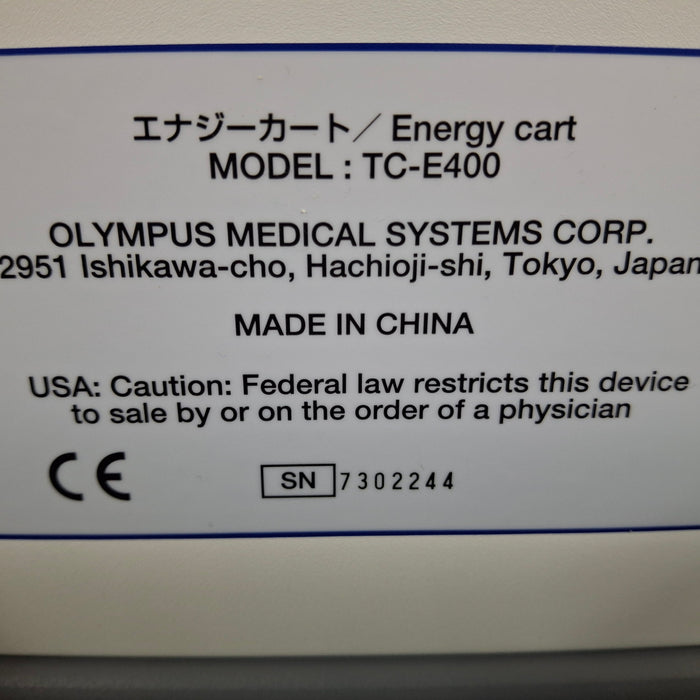 エナジーカート／Energy cart
MODEL : TC-E400
OLYMPUS MEDICAL SYSTEMS CORP.
2951 Ishikawa-cho, Hachioji-shi, Tokyo, Japan
MADE IN CHINA
USA: Caution: Federal law restricts this device
to sale by or on the order of a physician
CE SN 7302244